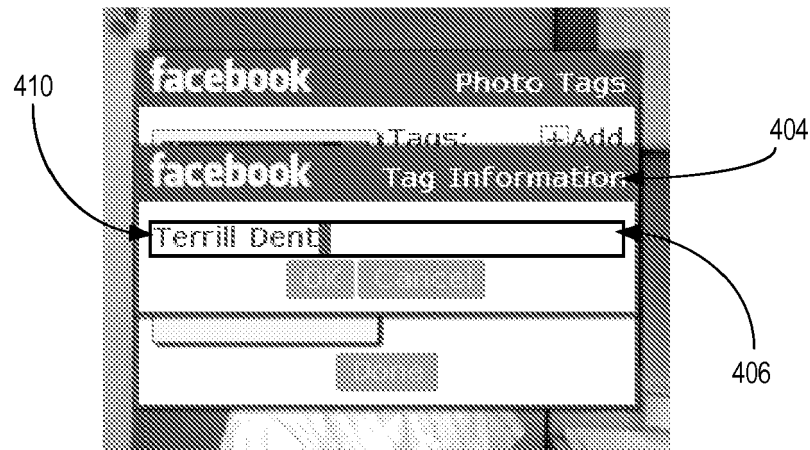 facebook Photo Tags
410
Tags: +Add
404
facebook Tag Information
Terrill Dent
406